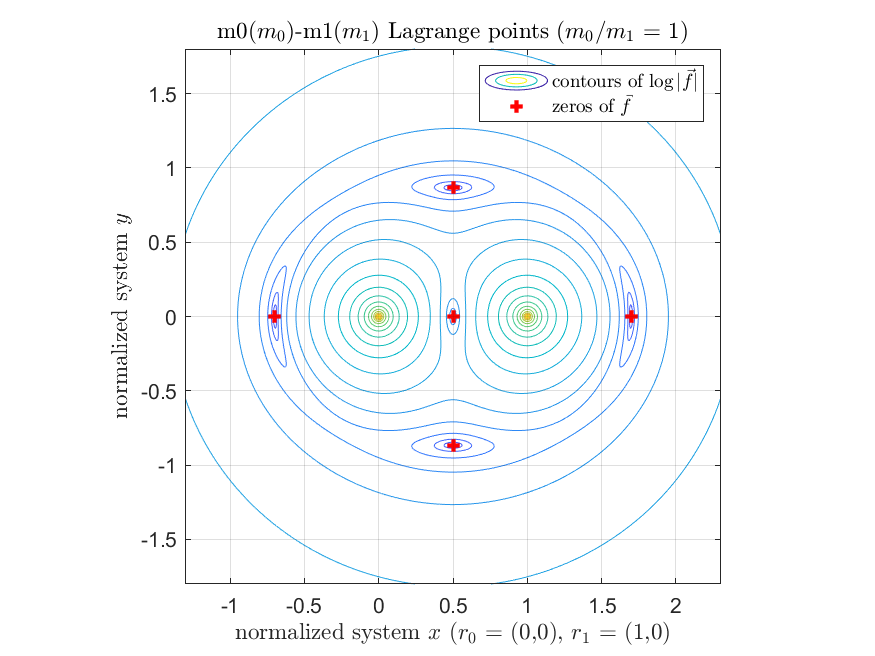 m0(m₀)-m1(m₁) Lagrange points (m₀/m₁ = 1)
contours of log|f⃗|
zeros of f⃗
1.5
1
0.5
0
-0.5
-1
-1.5
normalized system y
-1 -0.5 0 0.5 1 1.5 2
normalized system x (r₀ = (0,0), r₁ = (1,0)